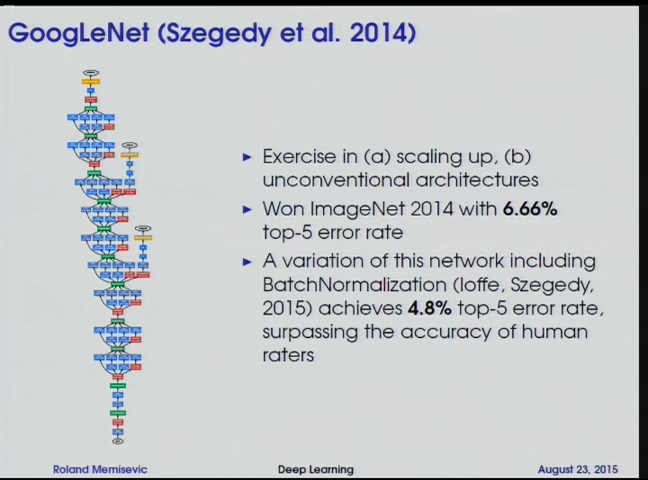 GoogLeNet (Szegedy et al. 2014)
Exercise in (a) scaling up, (b)
unconventional architectures
Won ImageNet 2014 with 6.66%
top-5 error rate
A variation of this network including
BatchNormalization (Ioffe, Szegedy,
2015) achieves 4.8% top-5 error rate,
surpassing the accuracy of human
raters
Roland Memisevic
Deep Learning
August 23, 2015